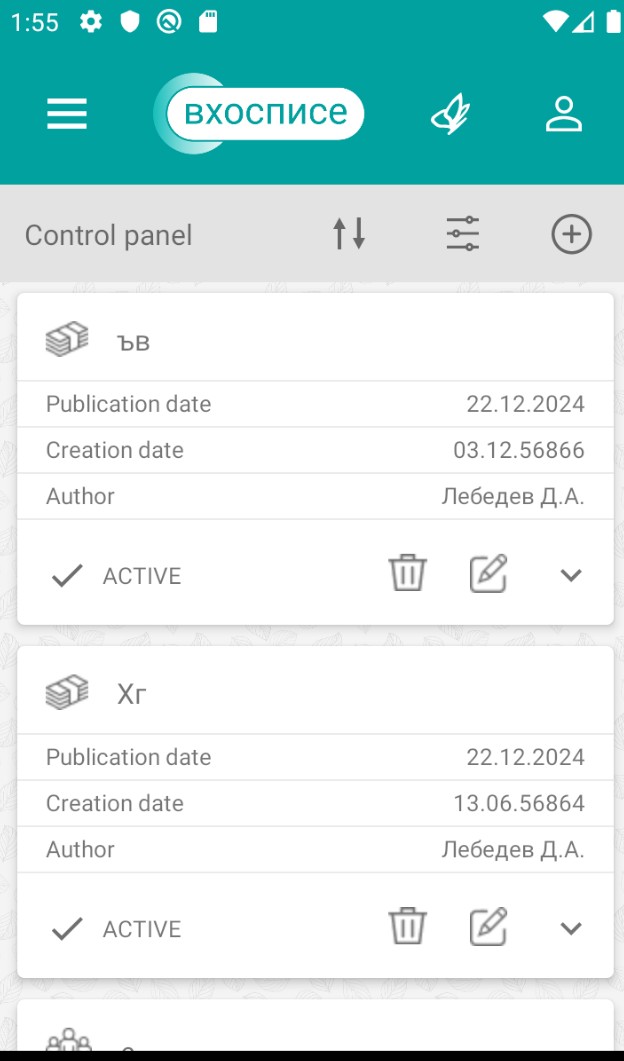 1:55
вхосписе
Control panel
ъв
Publication date 22.12.2024
Creation date 03.12.56866
Author Лебедев Д.А.
ACTIVE
Хг
Publication date 22.12.2024
Creation date 13.06.56864
Author Лебедев Д.А.
ACTIVE